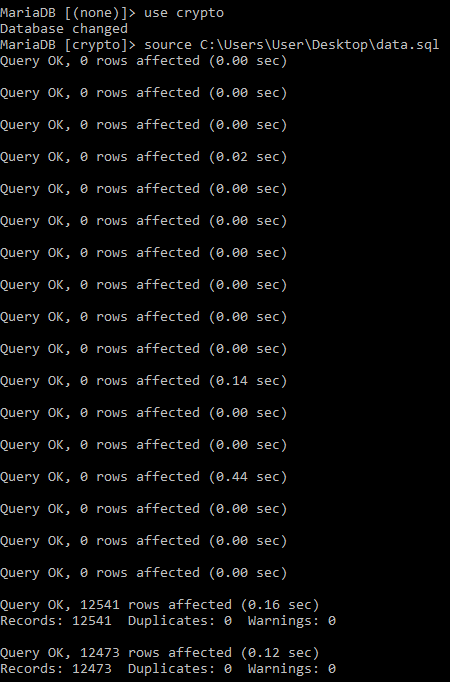 MariaDB [(none)]> use crypto
Database changed
MariaDB [crypto]> source C:\Users\User\Desktop\data.sql
Query OK, 0 rows affected (0.00 sec)
Query OK, 0 rows affected (0.00 sec)
Query OK, 0 rows affected (0.00 sec)
Query OK, 0 rows affected (0.02 sec)
Query OK, 0 rows affected (0.00 sec)
Query OK, 0 rows affected (0.00 sec)
Query OK, 0 rows affected (0.00 sec)
Query OK, 0 rows affected (0.00 sec)
Query OK, 0 rows affected (0.00 sec)
Query OK, 0 rows affected (0.00 sec)
Query OK, 0 rows affected (0.14 sec)
Query OK, 0 rows affected (0.00 sec)
Query OK, 0 rows affected (0.00 sec)
Query OK, 0 rows affected (0.44 sec)
Query OK, 0 rows affected (0.00 sec)
Query OK, 0 rows affected (0.00 sec)
Query OK, 0 rows affected (0.00 sec)
Query OK, 12541 rows affected (0.16 sec)
Records: 12541  Duplicates: 0  Warnings: 0
Query OK, 12473 rows affected (0.12 sec)
Records: 12473  Duplicates: 0  Warnings: 0